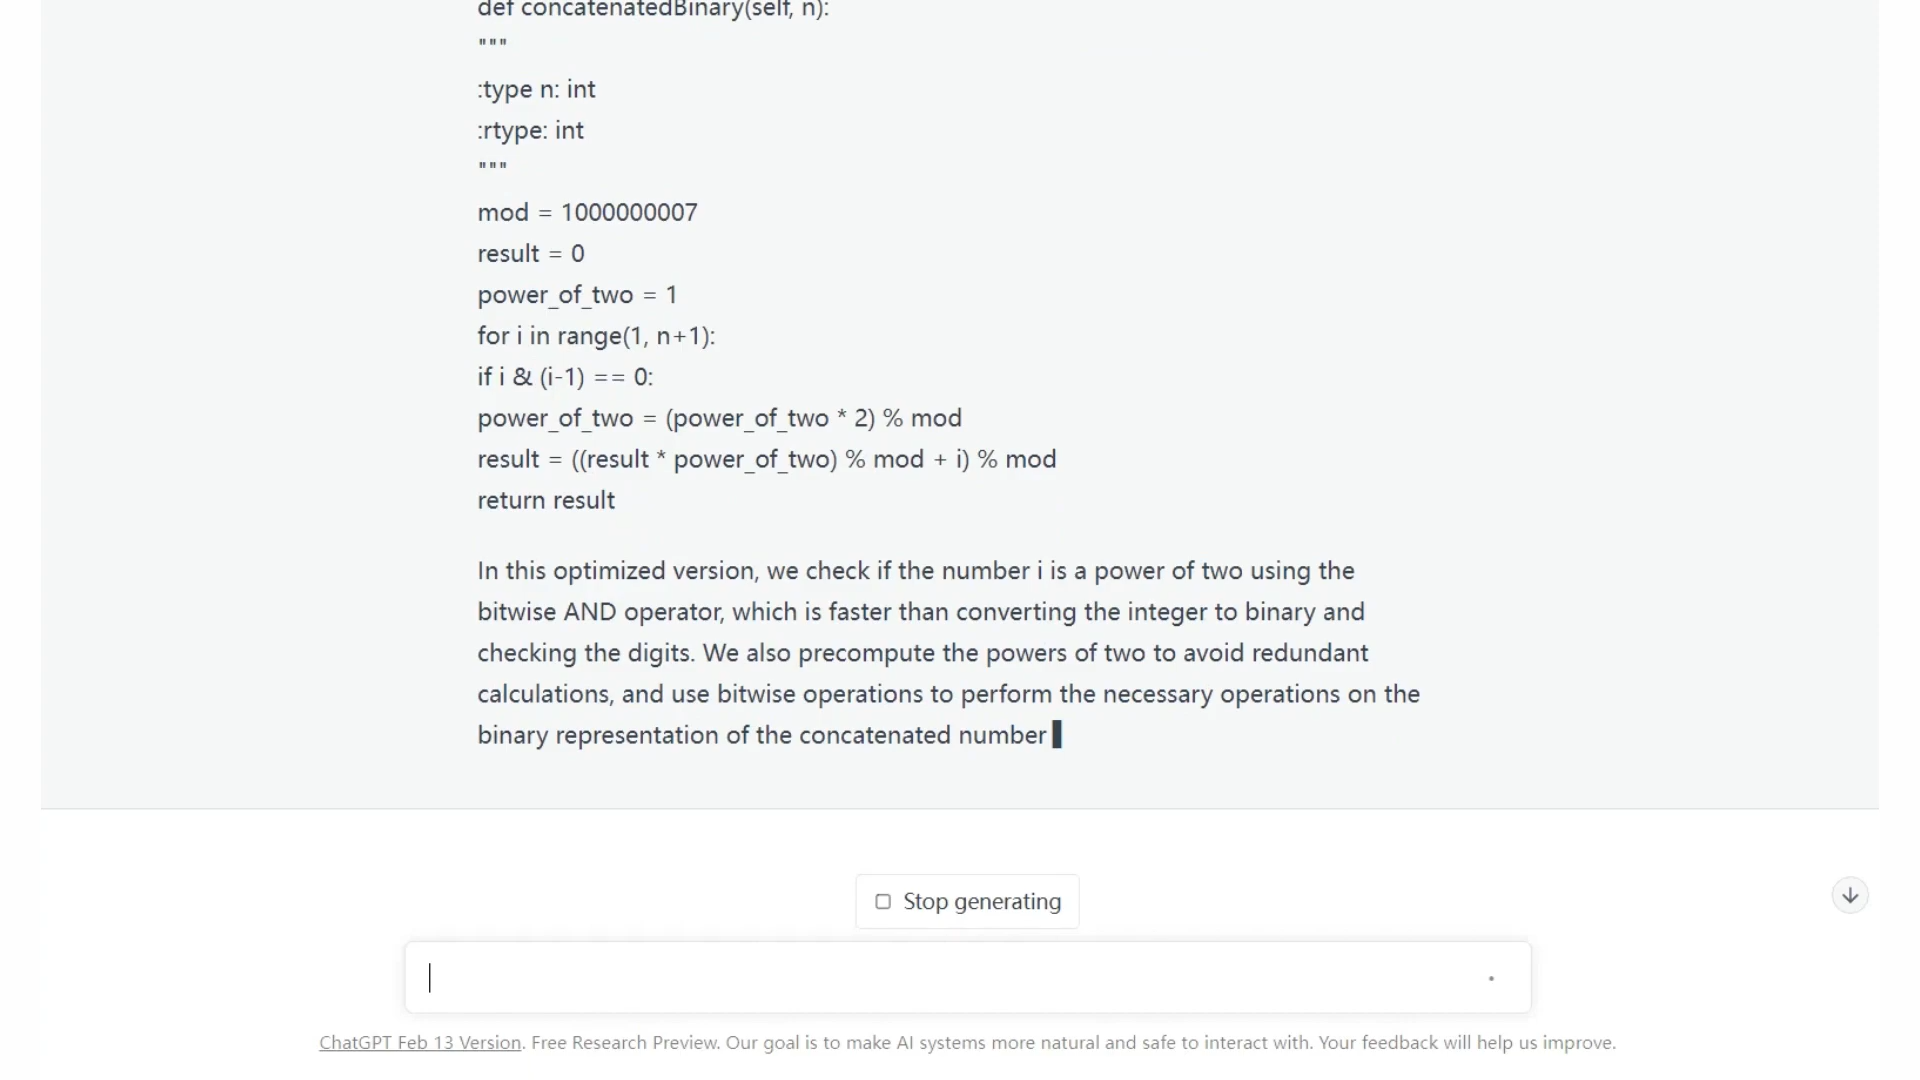 def concatenatedBinary(self, n):
"""
:type n: int
:rtype: int
"""
mod = 1000000007
result = 0
power_of_two = 1
for i in range(1, n+1):
if i & (i-1) == 0:
power_of_two = (power_of_two * 2) % mod
result = ((result * power_of_two) % mod + i) % mod
return result
In this optimized version, we check if the number i is a power of two using the
bitwise AND operator, which is faster than converting the integer to binary and
checking the digits. We also precompute the powers of two to avoid redundant
calculations, and use bitwise operations to perform the necessary operations on the
binary representation of the concatenated number
Stop generating
ChatGPT Feb 13 Version. Free Research Preview. Our goal is to make AI systems more natural and safe to interact with. Your feedback will help us improve.